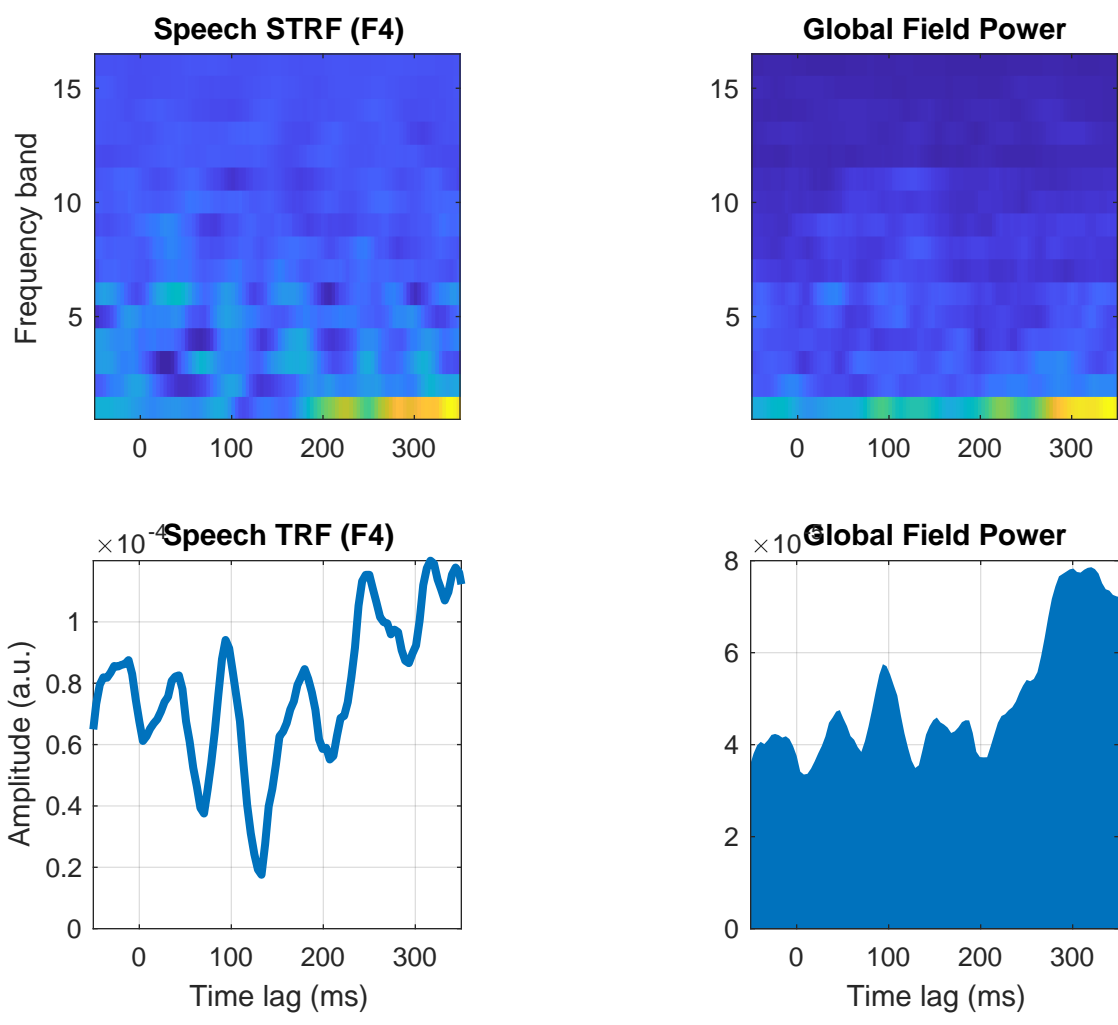 Speech STRF (F4)
Frequency band
15
10
5
0 100 200 300
Global Field Power
15
10
5
0 100 200 300
Speech TRF (F4)
×10-4
Amplitude (a.u.)
1
0.8
0.6
0.4
0.2
0
0 100 200 300
Time lag (ms)
Global Field Power
×10
8
6
4
2
0
0 100 200 300
Time lag (ms)